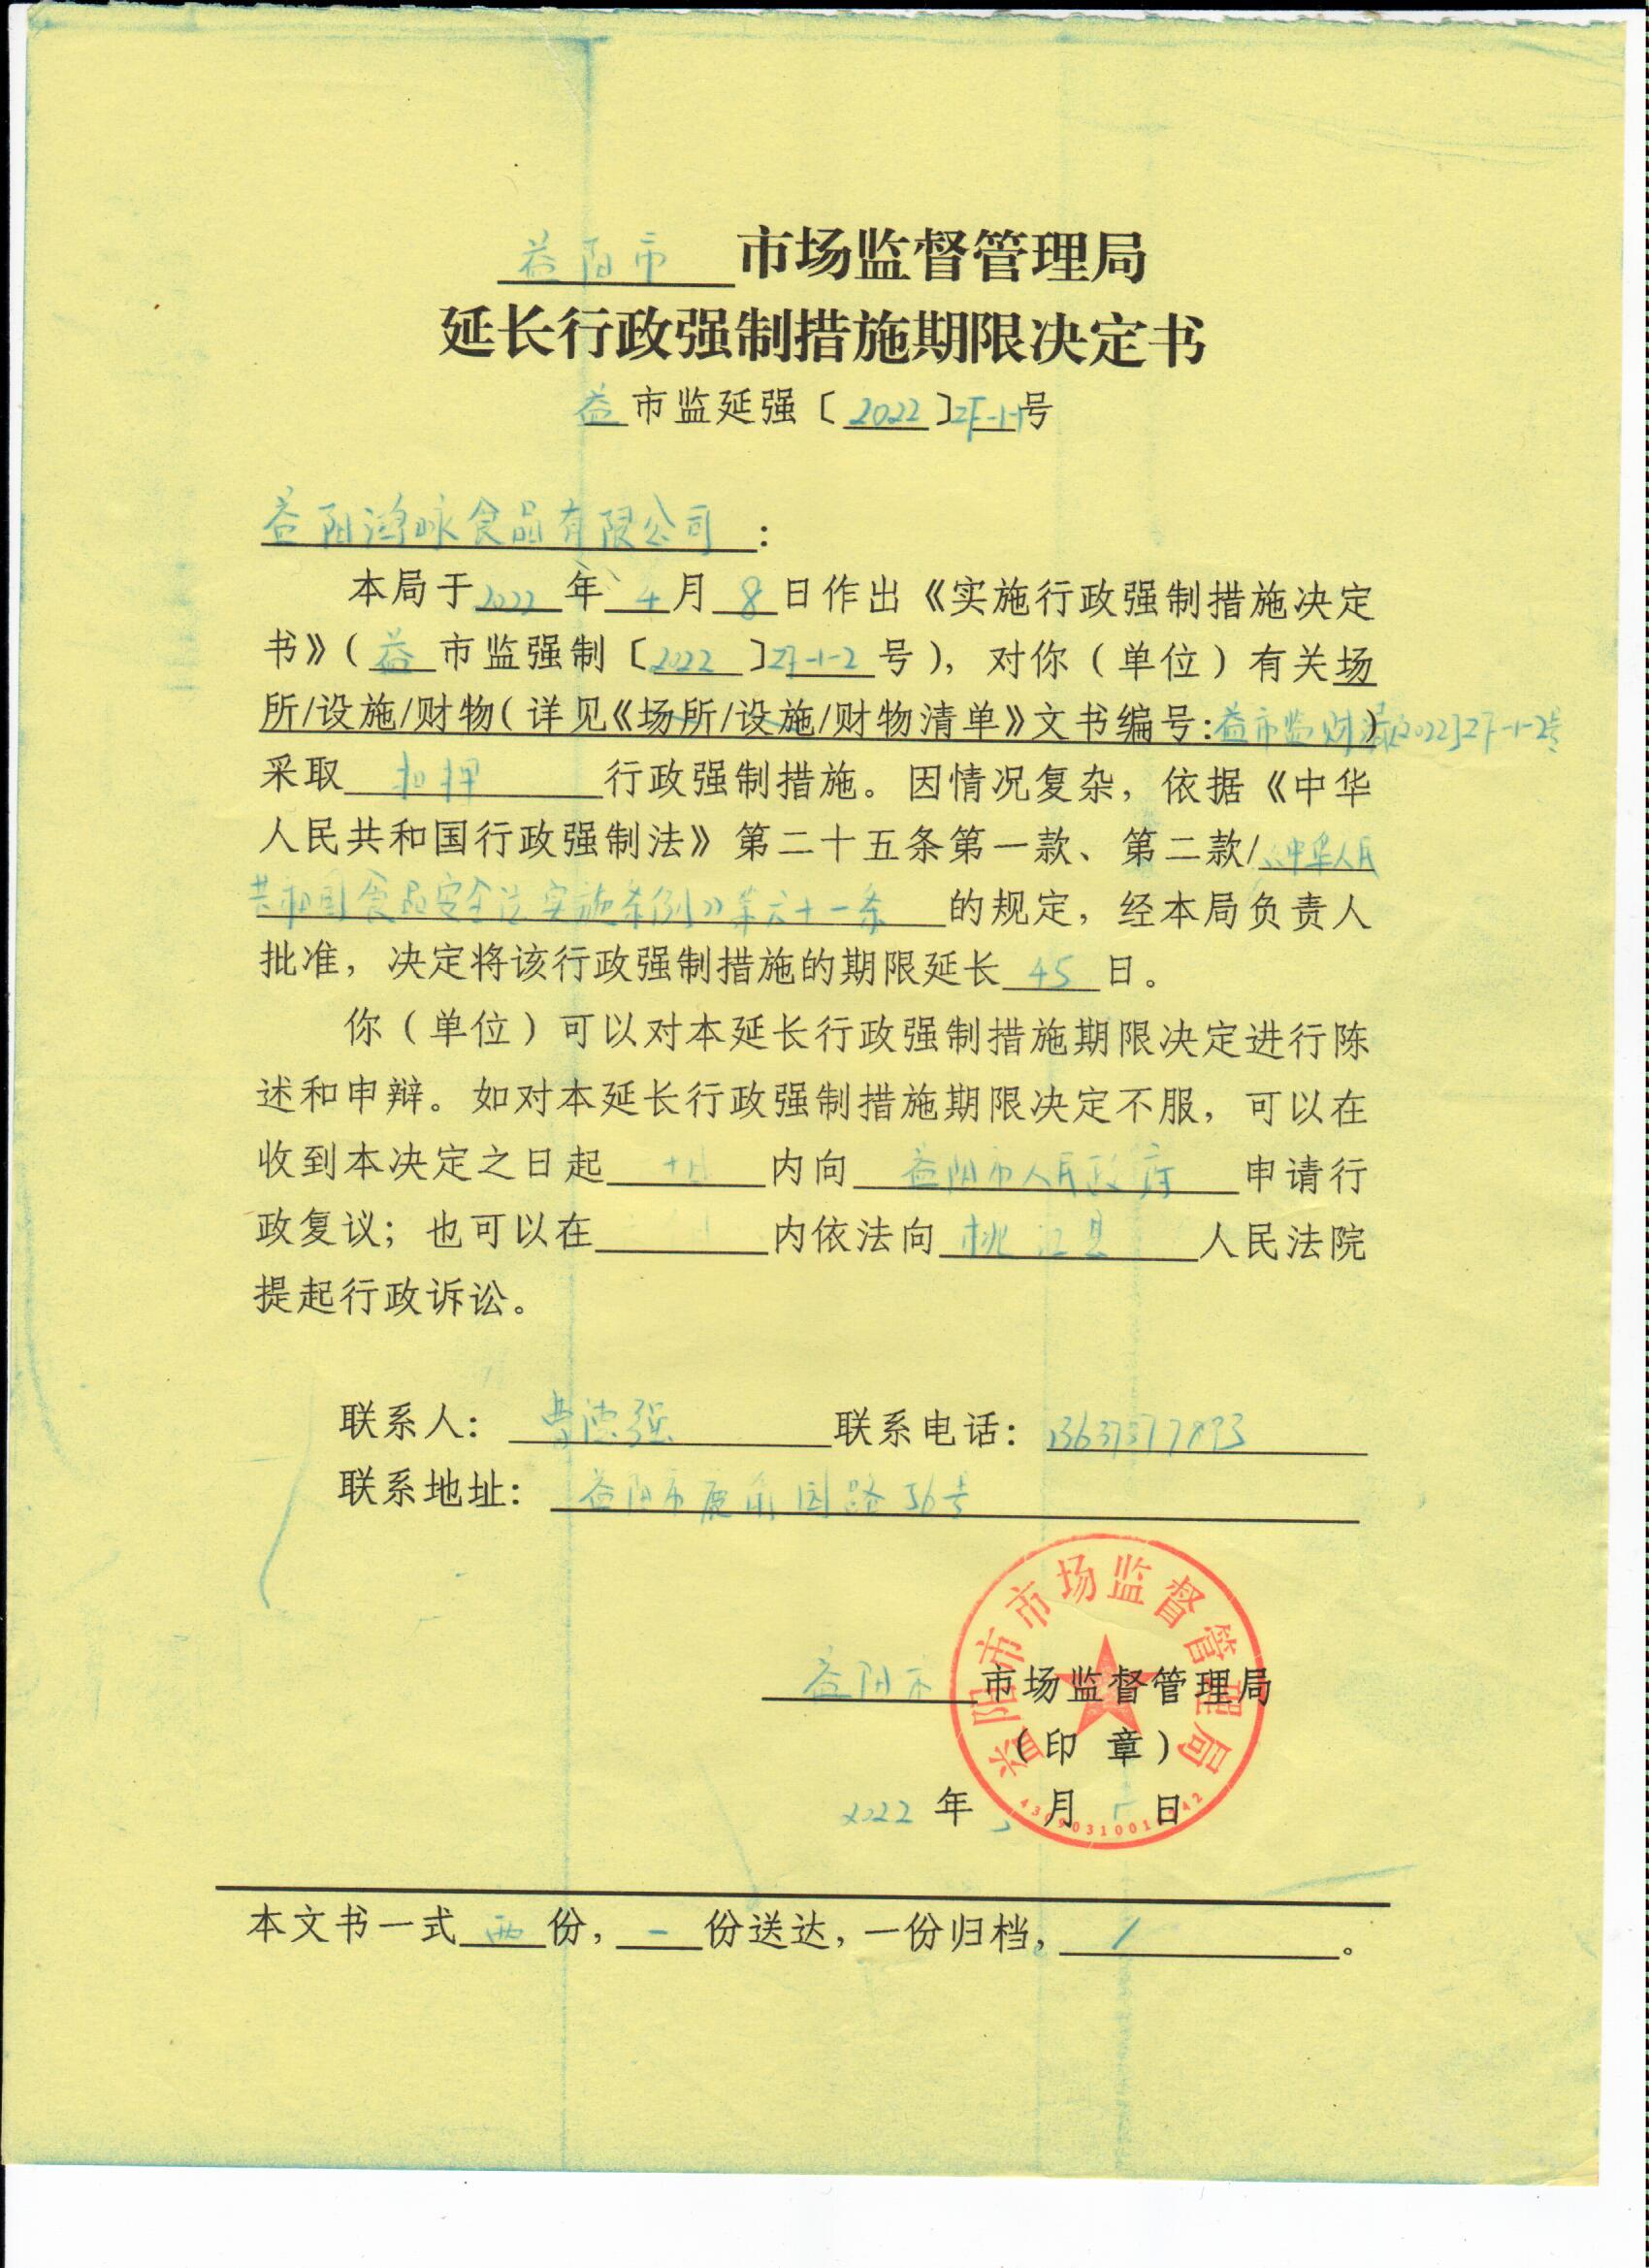 益阳市 市场监督管理局
延长行政强制措施期限决定书
益 市监延强〔 2022 〕ZF-1-1号
益阳鸿咏食品有限公司 ：
本局于 2022 年 4 月 8 日作出《实施行政强制措施决定
书》（ 益 市监强制〔 2022 〕ZF-1-2 号），对你（单位）有关场
所/设施/财物（详见《场所/设施/财物清单》文书编号:益市监财清〔2022〕ZF-1-2号）
采取 扣押 行政强制措施。因情况复杂，依据《中华
人民共和国行政强制法》第二十五条第一款、第二款/《中华人民
共和国食品安全法实施条例》第六十一条 的规定，经本局负责人
批准，决定将该行政强制措施的期限延长 45 日。
你（单位）可以对本延长行政强制措施期限决定进行陈
述和申辩。如对本延长行政强制措施期限决定不服，可以在
收到本决定之日起 内向 益阳市人民政府 申请行
政复议；也可以在 内依法向 桃江县 人民法院
提起行政诉讼。
联系人： 曹德强 联系电话：
联系地址： 益阳市鹿角园路56号
益阳市 市场监督管理局
（印 章）
2022 年 月 日
益阳市市场监督管理局
本文书一式 两 份， 一 份送达，一份归档， / 。